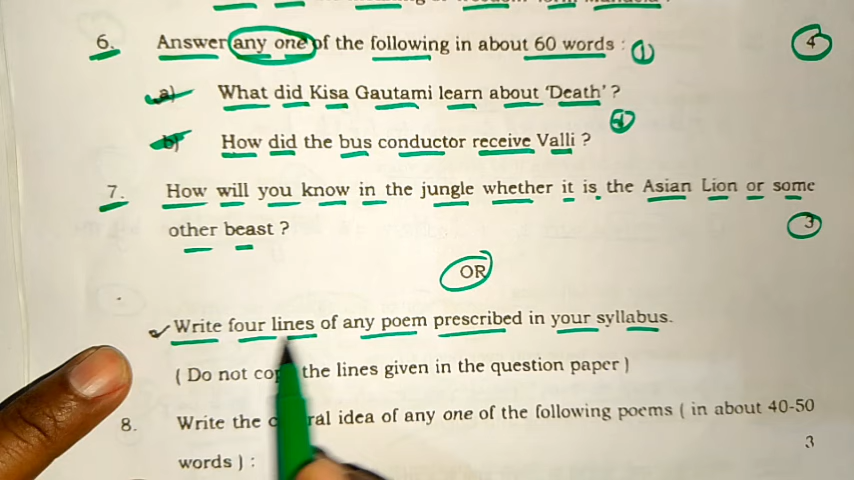 6. Answer any one of the following in about 60 words : 1 4
a) What did Kisa Gautami learn about 'Death' ?
b) How did the bus conductor receive Valli ?
7. How will you know in the jungle whether it is the Asian Lion or some
other beast ? 3
OR
Write four lines of any poem prescribed in your syllabus.
( Do not the lines given in the question paper )
8. Write the idea of any one of the following poems ( in about 40-50
words ) : 3